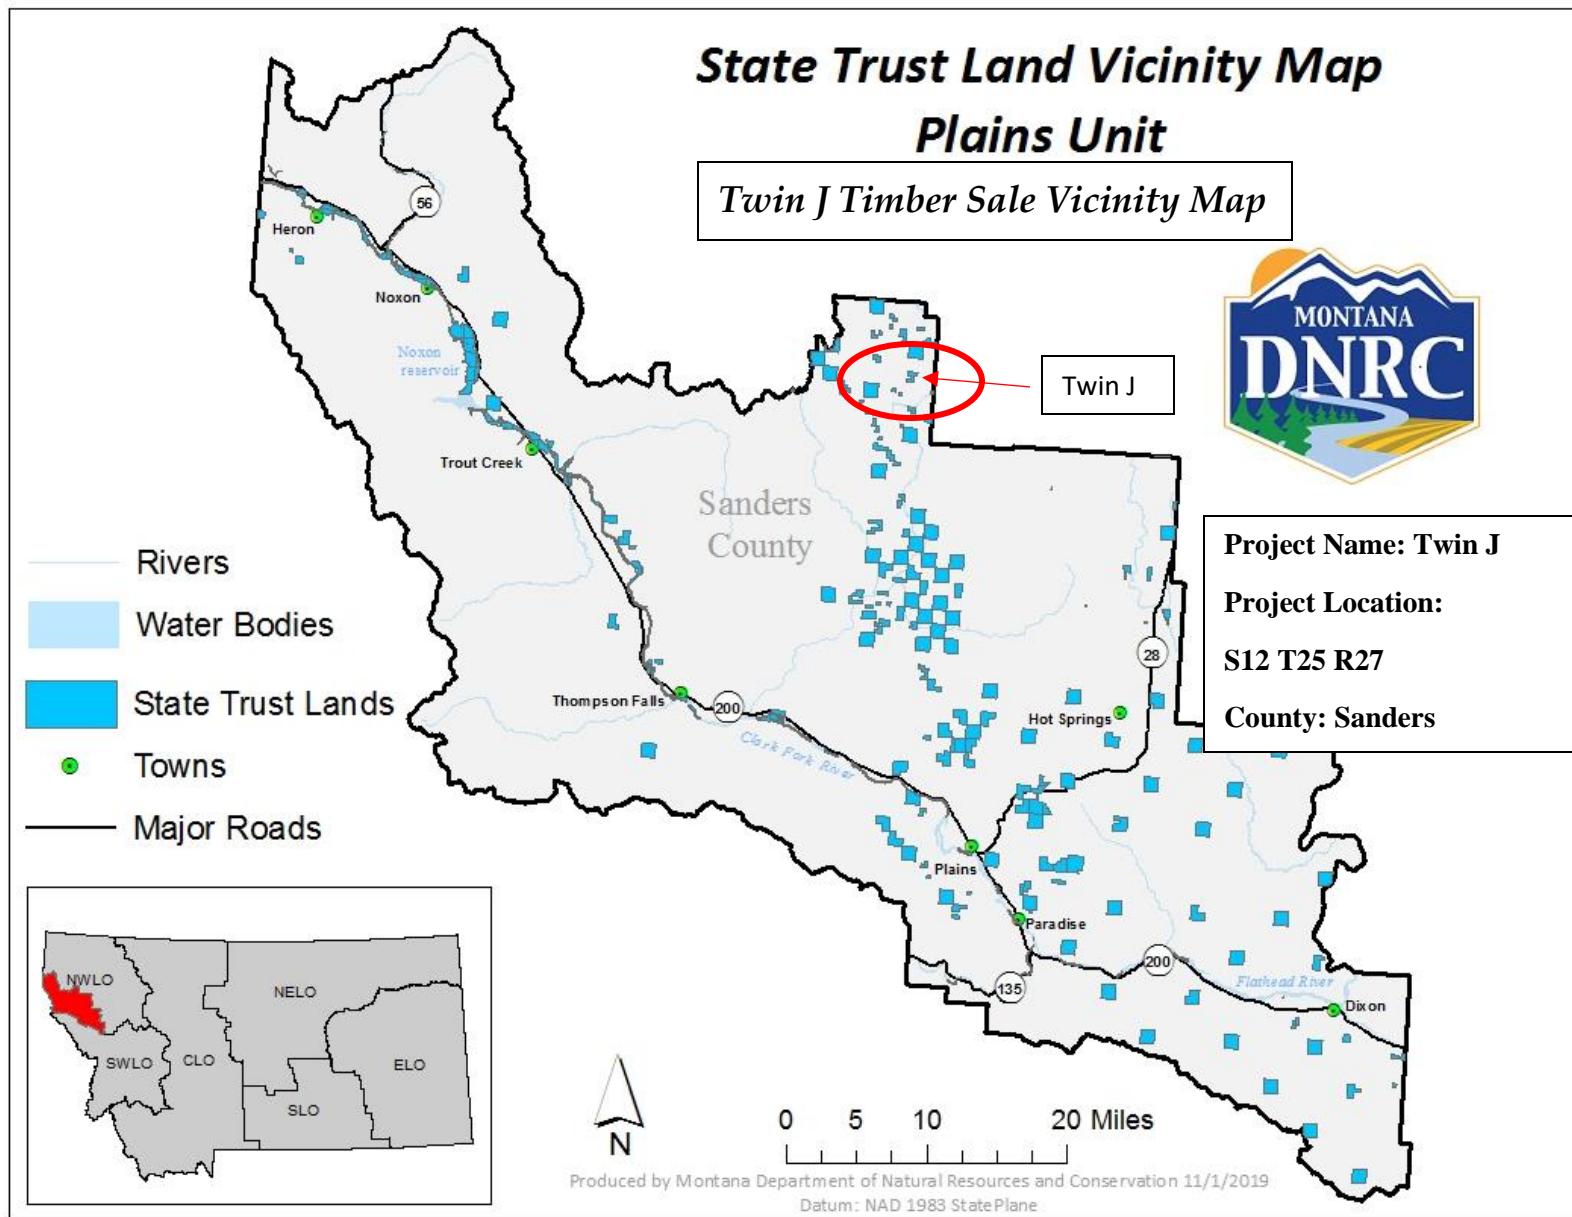 State Trust Land Vicinity Map
Plains Unit
Twin J Timber Sale Vicinity Map
56
Heron
Noxon
Noxon
reservoir
MONTANA
DNRC
Twin J
Trout Creek
Sanders
County
Project Name: Twin J
Project Location:
S12 T25 R27
County: Sanders
Rivers
Water Bodies
State Trust Lands
Towns
Major Roads
28
Thompson Falls
200
Hot Springs
Clark Fork River
Plains
Paradise
200
135
Flathead River
Dixon
NWLO
NELO
SWLO
CLO
ELO
SLO
N
0 5 10 20 Miles
Produced by Montana Department of Natural Resources and Conservation 11/1/2019
Datum: NAD 1983 StatePlane